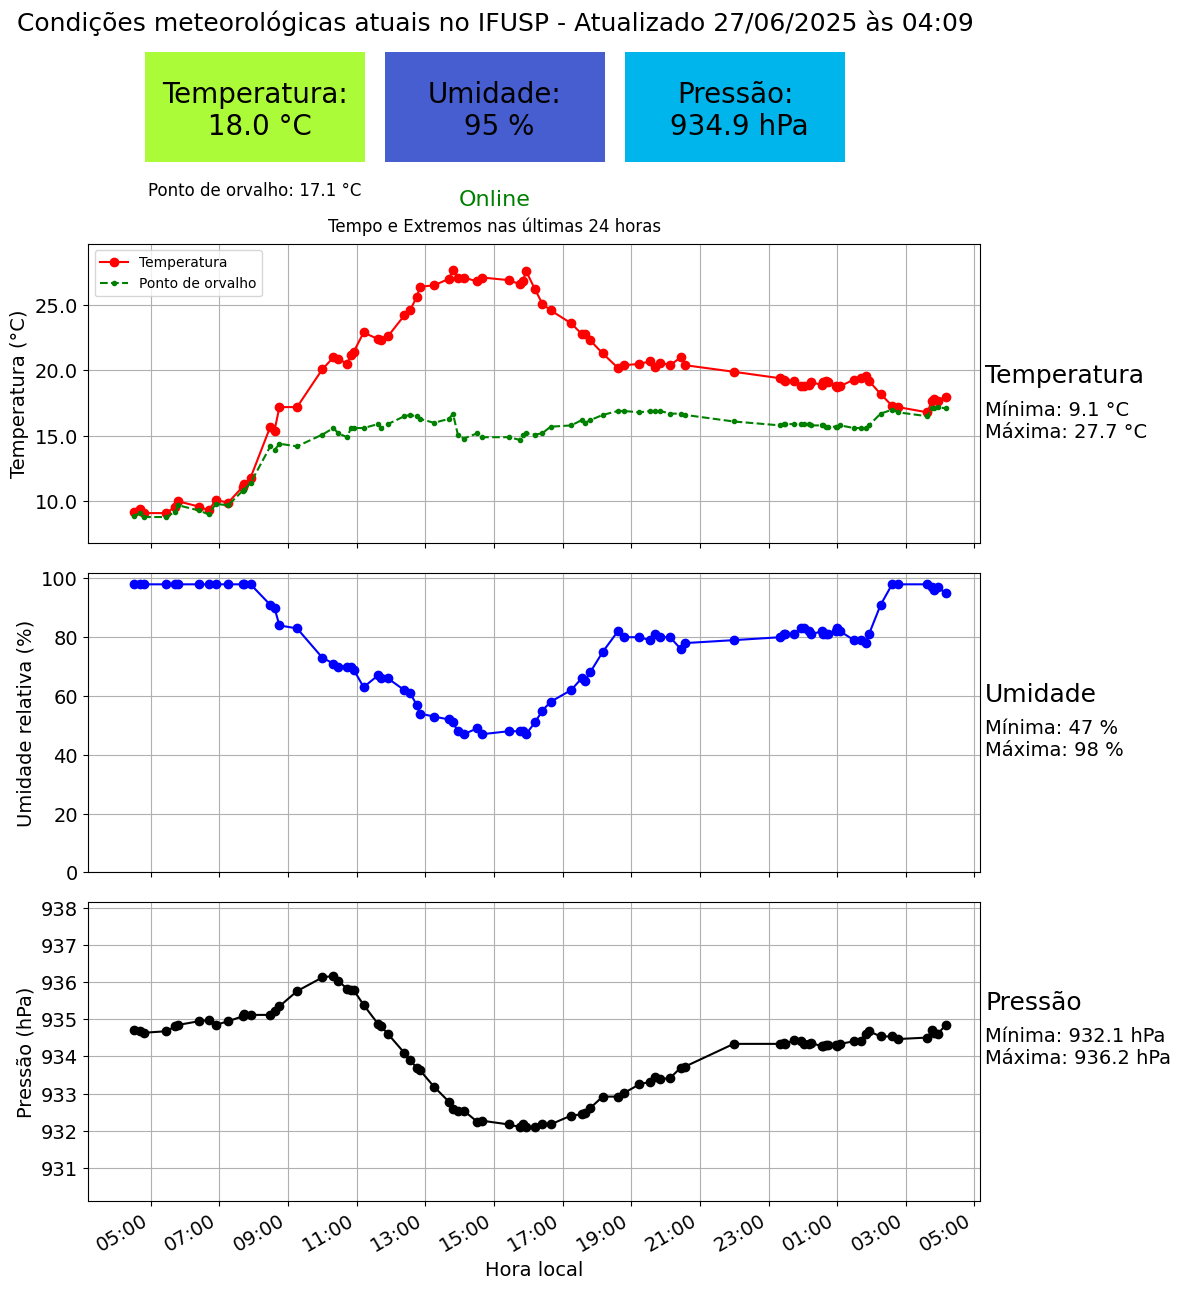 Condições meteorológicas atuais no IFUSP - Atualizado 27/06/2025 às 04:09
Temperatura:
18.0 °C
Umidade:
95 %
Pressão:
934.9 hPa
Ponto de orvalho: 17.1 °C
Online
Tempo e Extremos nas últimas 24 horas
Temperatura
Ponto de orvalho
Temperatura (°C)
25.0
20.0
15.0
10.0
Temperatura
Mínima: 9.1 °C
Máxima: 27.7 °C
Umidade relativa (%)
100
80
60
40
20
0
Umidade
Mínima: 47 %
Máxima: 98 %
Pressão (hPa)
938
937
936
935
934
933
932
931
Pressão
Mínima: 932.1 hPa
Máxima: 936.2 hPa
05:00
07:00
09:00
11:00
13:00
15:00
17:00
19:00
21:00
23:00
01:00
03:00
05:00
Hora local